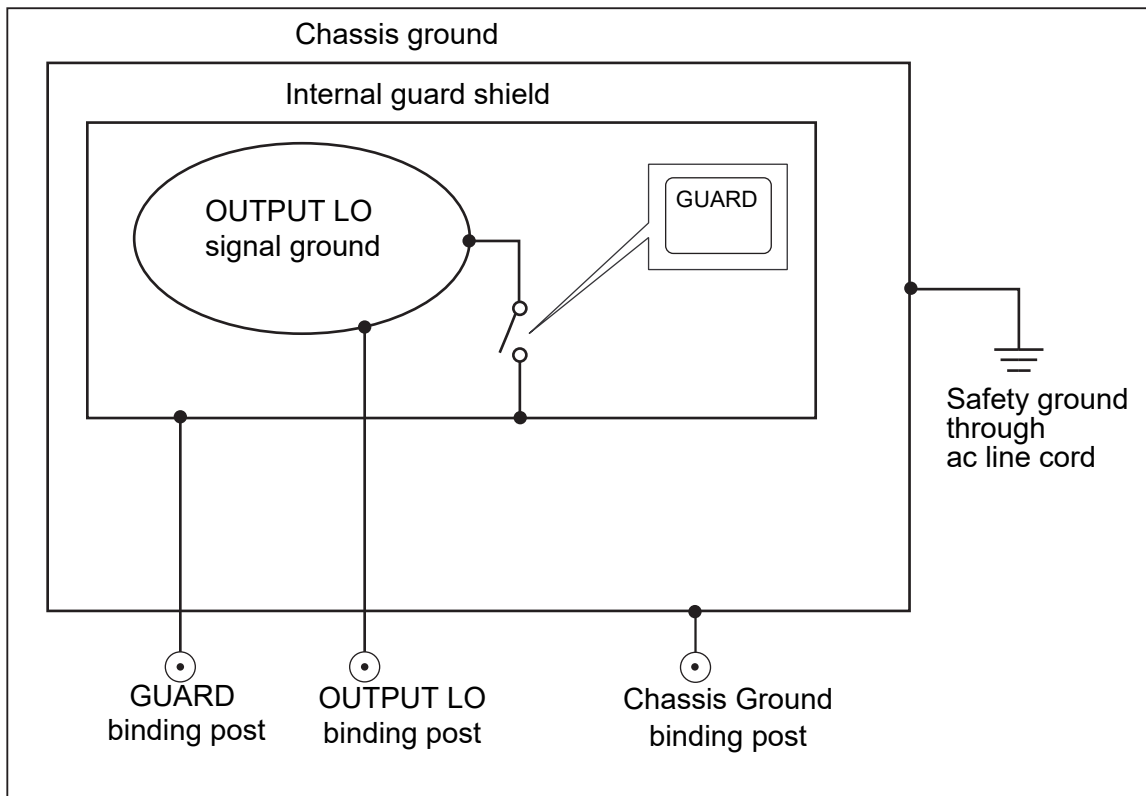 Chassis ground
Internal guard shield
OUTPUT LO
signal ground
GUARD
Safety ground
through
ac line cord
GUARD
binding post
OUTPUT LO
binding post
Chassis Ground
binding post